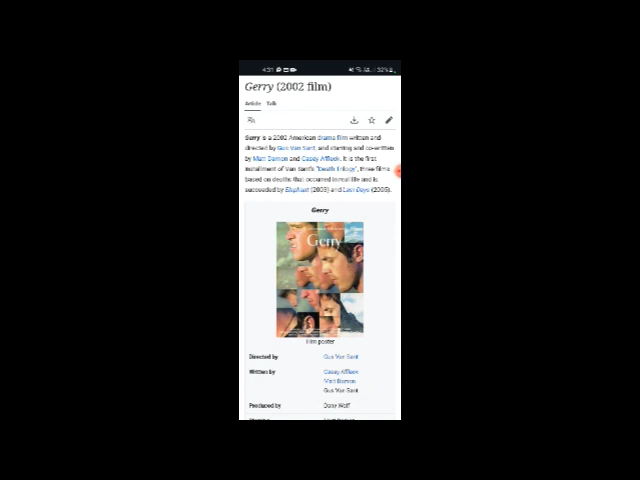 4:31
52%
Gerry (2002 film)
Article Talk
Gerry is a 2002 American drama film written and
directed by Gus Van Sant, and starring and co-written
by Matt Damon and Casey Affleck. It is the first
installment of Van Sant's "Death Trilogy", three films
based on deaths that occurred in real life and is
succeeded by Elephant (2003) and Last Days (2005).
Gerry
Gerry
Film poster
Directed by Gus Van Sant
Written by Casey Affleck
Matt Damon
Gus Van Sant
Produced by Dany Wolf